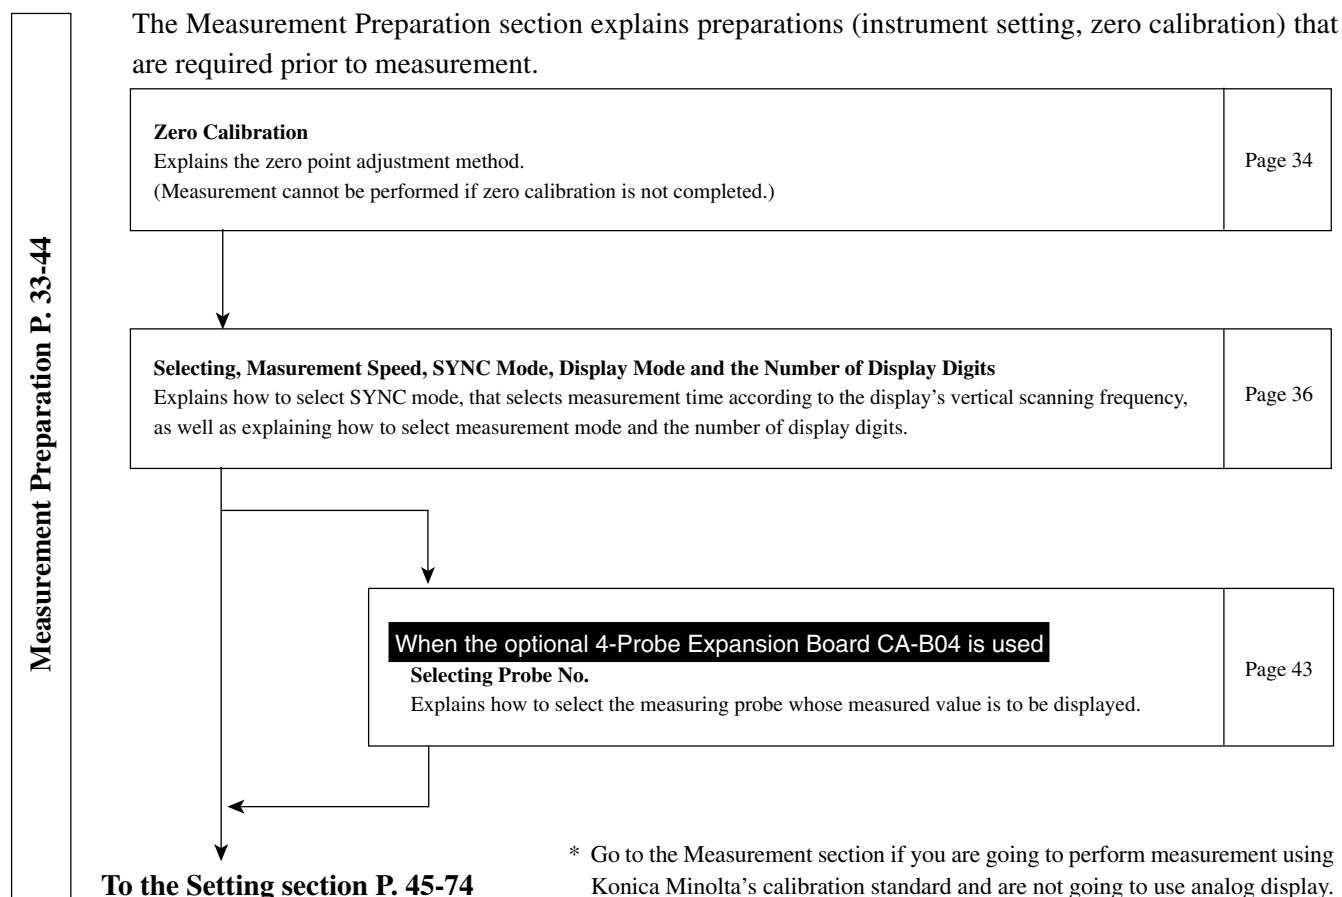 The Measurement Preparation section explains preparations (instrument setting, zero calibration) that
are required prior to measurement.
Measurement Preparation P. 33-44
Zero Calibration
Explains the zero point adjustment method.
(Measurement cannot be performed if zero calibration is not completed.)
Page 34
Selecting, Masurement Speed, SYNC Mode, Display Mode and the Number of Display Digits
Explains how to select SYNC mode, that selects measurement time according to the display's vertical scanning frequency,
as well as explaining how to select measurement mode and the number of display digits.
Page 36
When the optional 4-Probe Expansion Board CA-B04 is used
Selecting Probe No.
Explains how to select the measuring probe whose measured value is to be displayed.
Page 43
To the Setting section P. 45-74
* Go to the Measurement section if you are going to perform measurement using
Konica Minolta's calibration standard and are not going to use analog display.